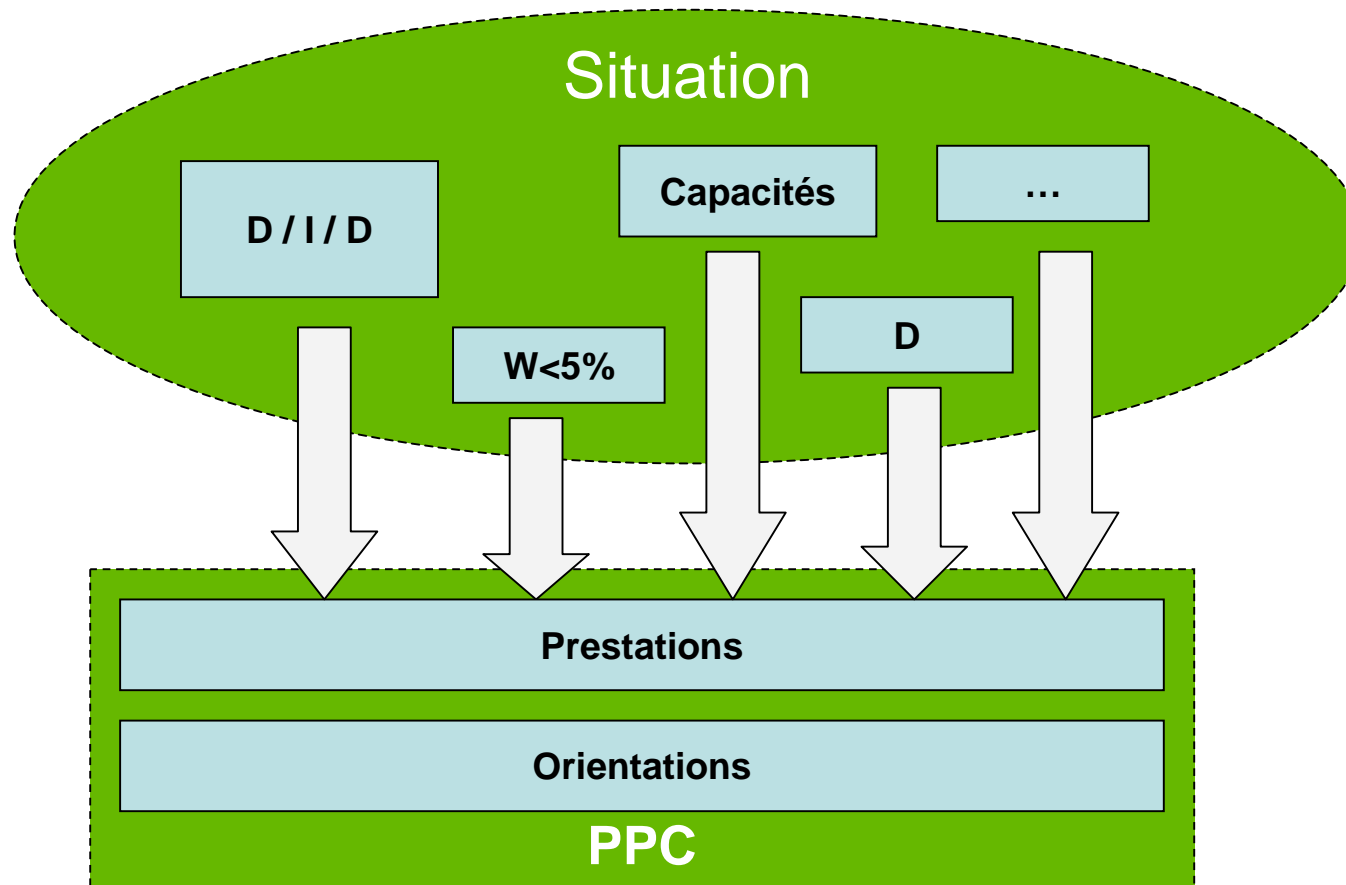 Situation
D / I / D
Capacités
…
W<5%
D
Prestations
Orientations
PPC